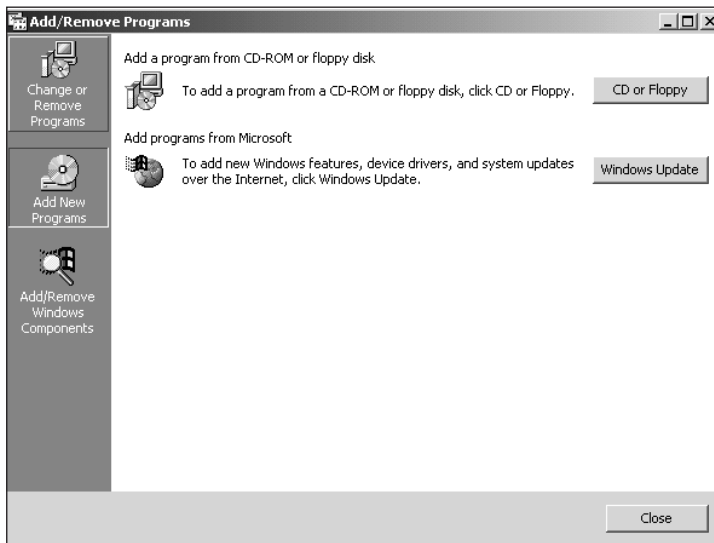 Add/Remove Programs
Change or
Remove
Programs
Add New
Programs
Add/Remove
Windows
Components
Add a program from CD-ROM or floppy disk
To add a program from a CD-ROM or floppy disk, click CD or Floppy.
CD or Floppy
Add programs from Microsoft
To add new Windows features, device drivers, and system updates
over the Internet, click Windows Update.
Windows Update
Close